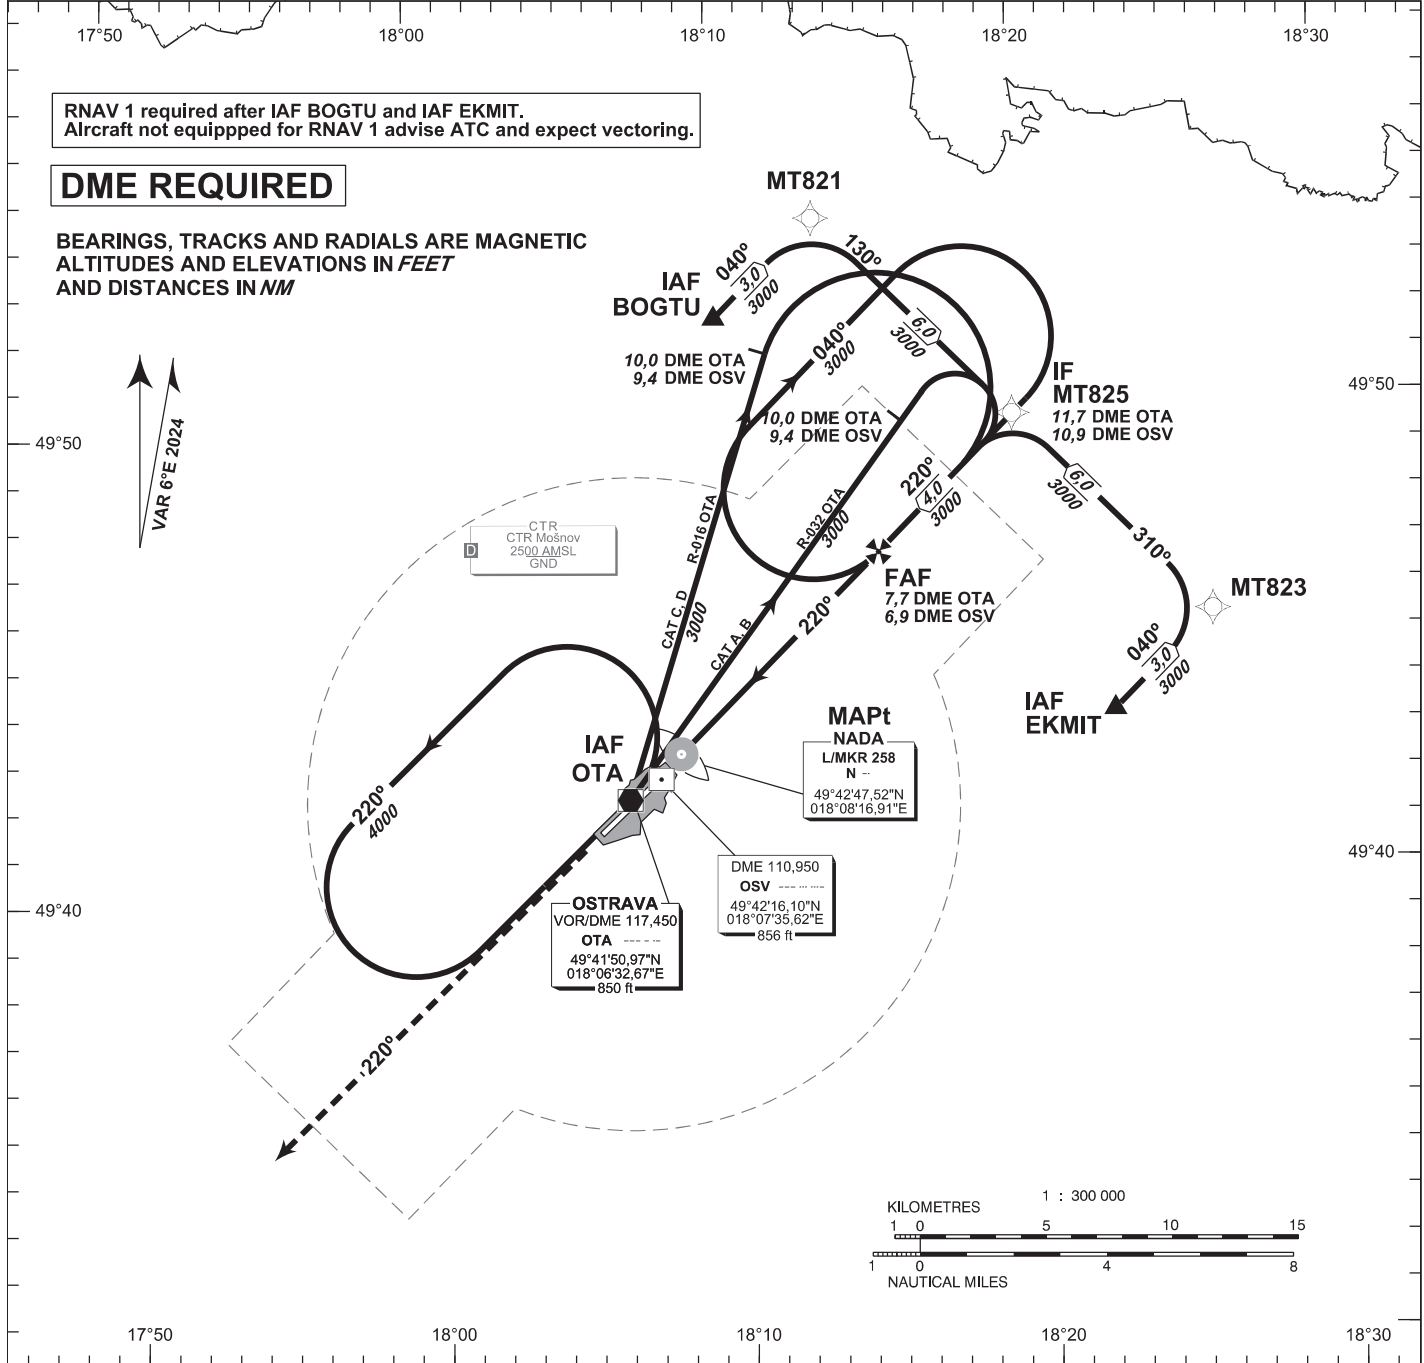 17°50
18°00
18°10
18°20
18°30
RNAV 1 required after IAF BOGTU and IAF EKMIT.
AIrcraft not equippped for RNAV 1 advise ATC and expect vectoring.
DME REQUIRED
BEARINGS, TRACKS AND RADIALS ARE MAGNETIC
ALTITUDES AND ELEVATIONS IN FEET
AND DISTANCES IN NM
VAR 6°E 2024
MT821
IAF
BOGTU
040°
3,0
3000
130°
6,0
3000
040°
3000
10,0 DME OTA
9,4 DME OSV
10,0 DME OTA
9,4 DME OSV
IF
MT825
11,7 DME OTA
10,9 DME OSV
49°50
49°50
220°
4,0
3000
6,0
3000
310°
MT823
040°
3,0
3000
IAF
EKMIT
R-016 OTA
CAT C, D
3000
R-032 OTA
3000
CAT A, B
FAF
7,7 DME OTA
6,9 DME OSV
220°
CTR
CTR Mošnov
2500 AMSL
GND
D
220°
4000
IAF
OTA
MAPt
NADA
L/MKR 258
N -·
49°42'47,52"N
018°08'16,91"E
DME 110,950
OSV --- ··· ···-
49°42'16,10"N
018°07'35,62"E
856 ft
OSTRAVA
VOR/DME 117,450
OTA --- - ·-
49°41'50,97"N
018°06'32,67"E
850 ft
49°40
49°40
220°
1 : 300 000
KILOMETRES
1 0 5 10 15
1 0 4 8
NAUTICAL MILES
17°50
18°00
18°10
18°20
18°30